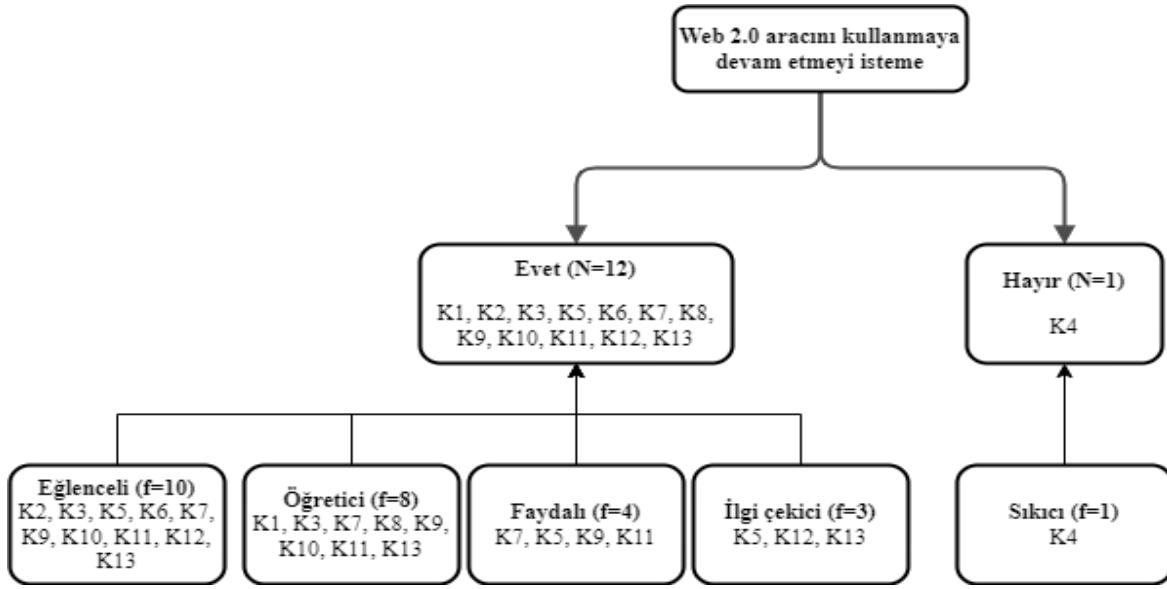 Web 2.0 aracını kullanmaya
devam etmeyi isteme
Evet (N=12)
K1, K2, K3, K5, K6, K7, K8,
K9, K10, K11, K12, K13
Hayır (N=1)
K4
Eğlenceli (f=10)
K2, K3, K5, K6, K7,
K9, K10, K11, K12,
K13
Öğretici (f=8)
K1, K3, K7, K8, K9,
K10, K11, K13
Faydalı (f=4)
K7, K5, K9, K11
İlgi çekici (f=3)
K5, K12, K13
Sıkıcı (f=1)
K4